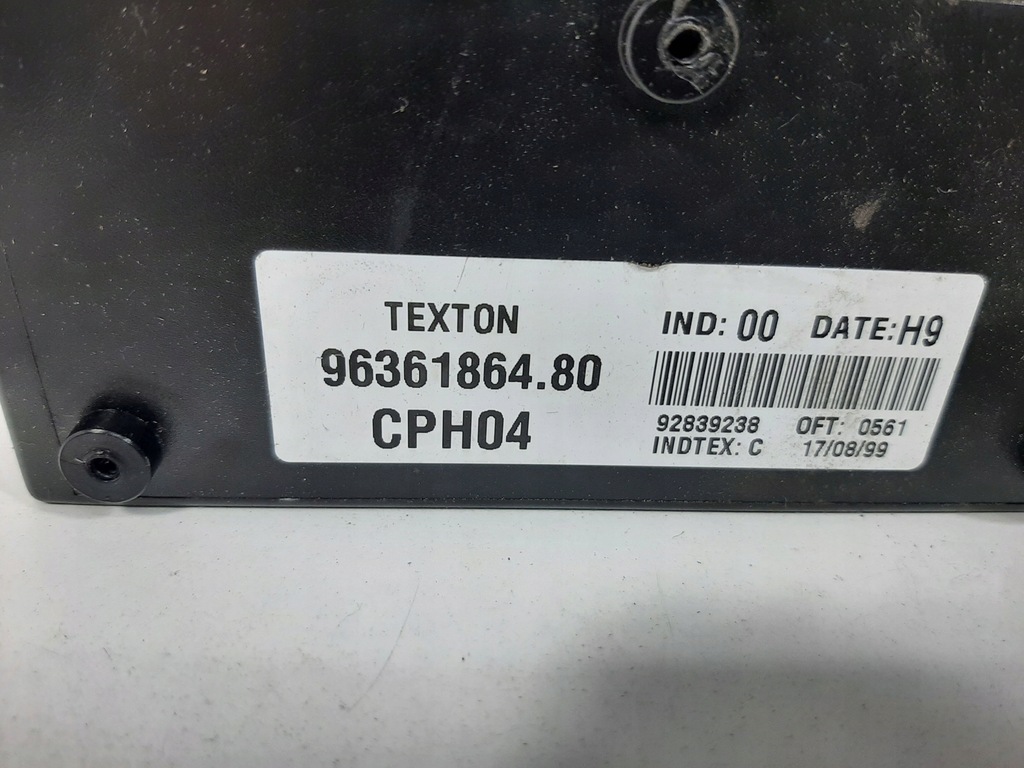 TEXTON
96361864.80
CPH04
IND: 00 DATE: H9
92839238 OFT: 0561
INDTEX: C 17/08/99